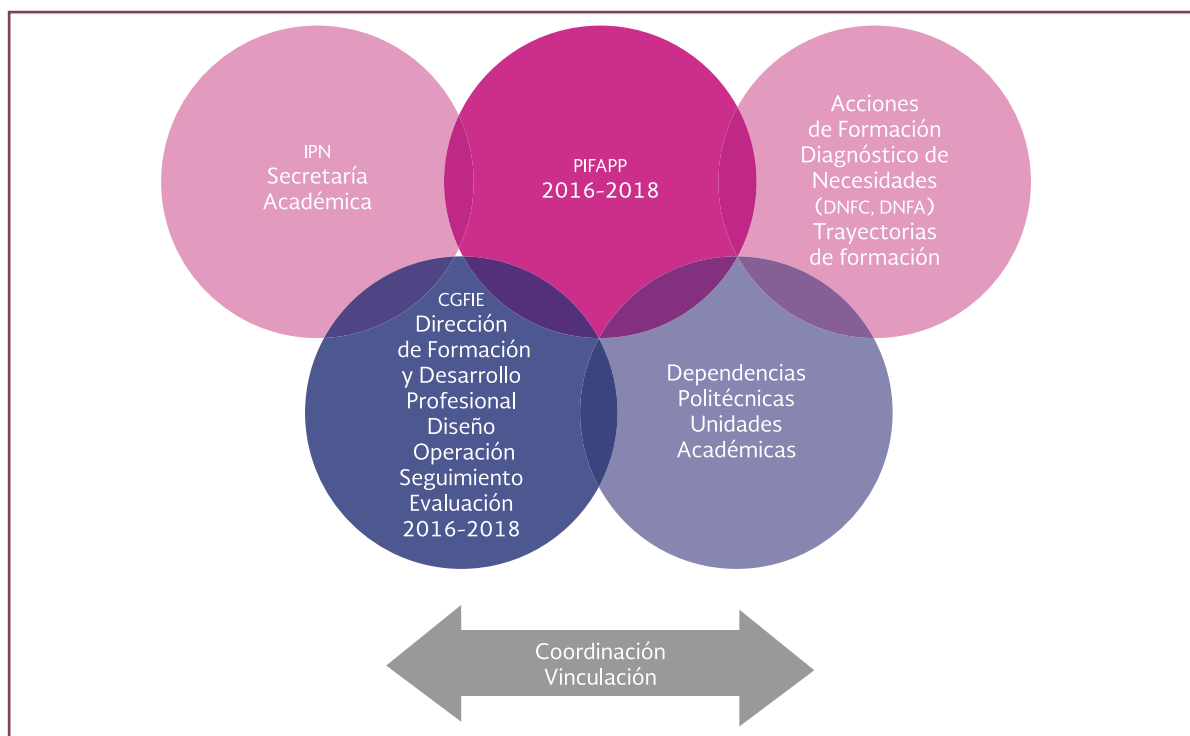 IPN
Secretaría
Académica
PIFAPP
2016-2018
Acciones
de Formación
Diagnóstico de
Necesidades
(DNFC, DNFA)
Trayectorias
de formación
CGFIE
Dirección
de Formación
y Desarrollo
Profesional
Diseño
Operación
Seguimiento
Evaluación
2016-2018
Dependencias
Politécnicas
Unidades
Académicas
Coordinación
Vinculación